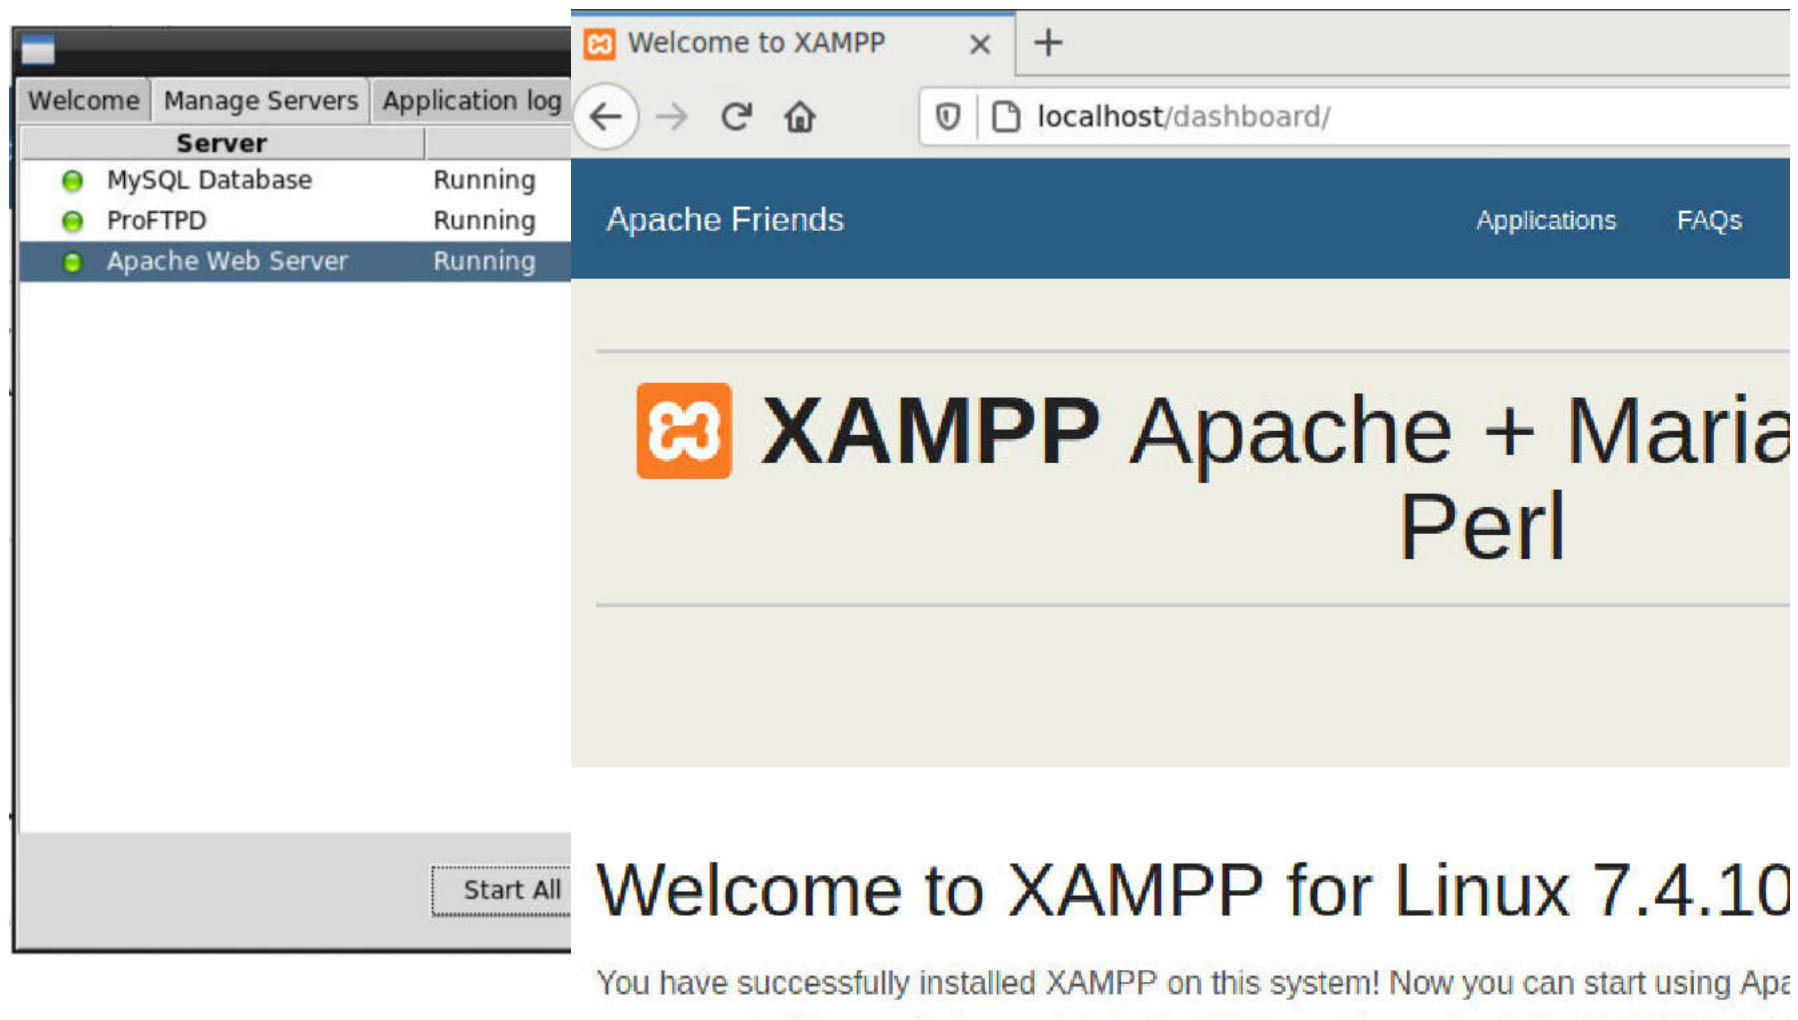 Welcome
Manage Servers
Application log
Server
MySQL Database Running
ProFTPD Running
Apache Web Server Running
Start All
Welcome to XAMPP
localhost/dashboard/
Apache Friends
Applications
FAQs
XAMPP Apache + Maria
Perl
Welcome to XAMPP for Linux 7.4.10
You have successfully installed XAMPP on this system! Now you can start using Apa